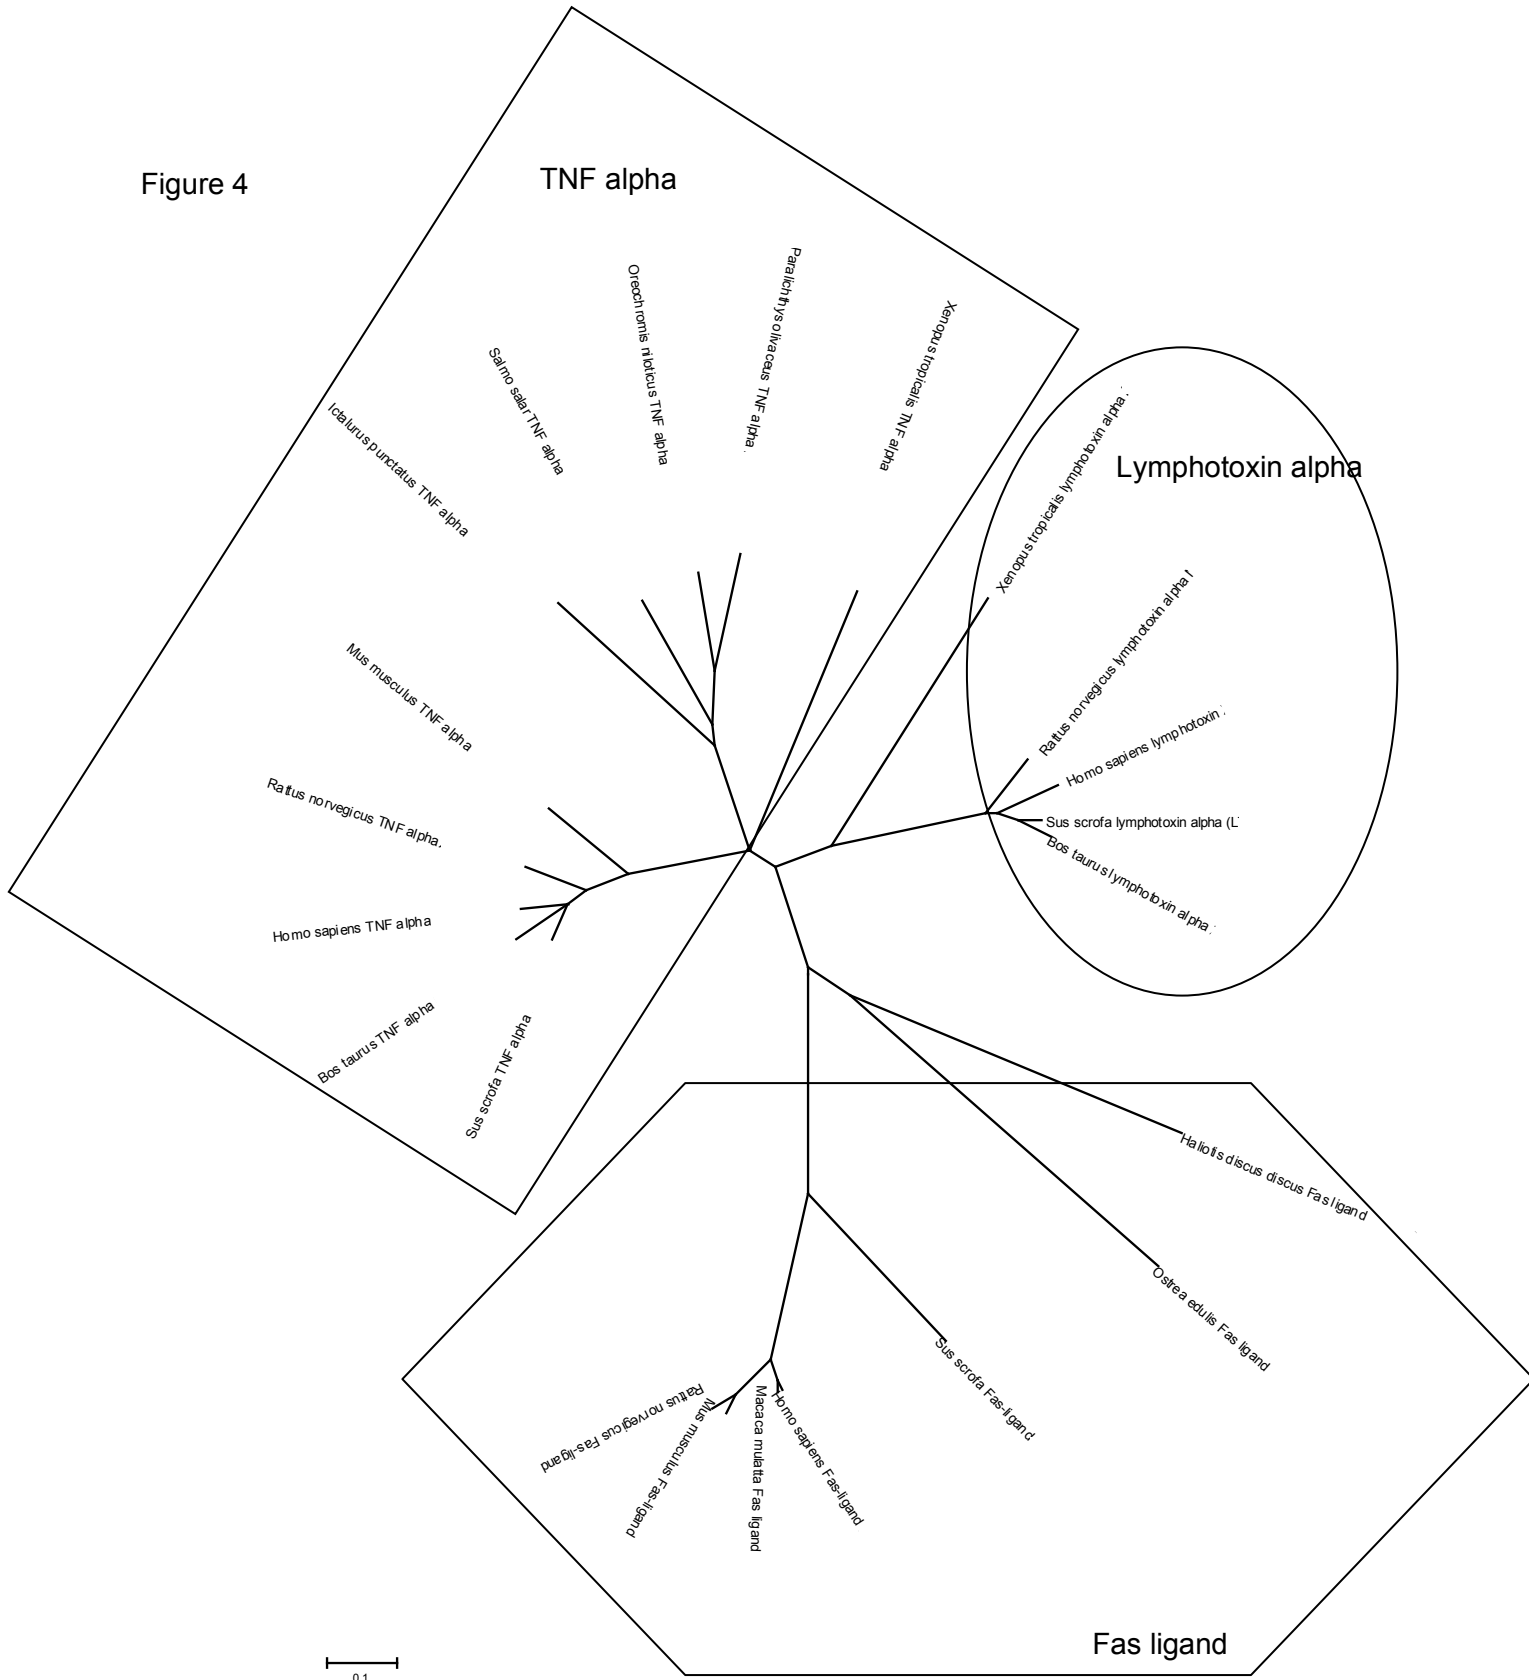 Figure 4
TNF alpha
Paralichthys olivaceus TNF alpha
Oreochromis niloticus TNF alpha
Xenopus tropicalis TNF alpha
Salmo salar TNF alpha
Ictalurus punctatus TNF alpha
Xenopus tropicalis lymphotoxin alpha
Lymphotoxin alpha
Rattus norvegicus lymphotoxin alpha
Mus musculus TNF alpha
Homo sapiens lymphotoxin
Rattus norvegicus TNF alpha.
Sus scrofa lymphotoxin alpha (L
Bos taurus lymphotoxin alpha
Homo sapiens TNF alpha
Bos taurus TNF alpha
Sus scrofa TNF alpha
Haliotis discus discus Fas ligand
Ostrea edulis Fas ligand
Sus scrofa Fas-ligand
Rattus norvegicus Fas-ligand
Mus musculus Fas-ligand
Macaca mulatta Fas ligand
Homo sapiens Fas-ligand
Fas ligand
0.1